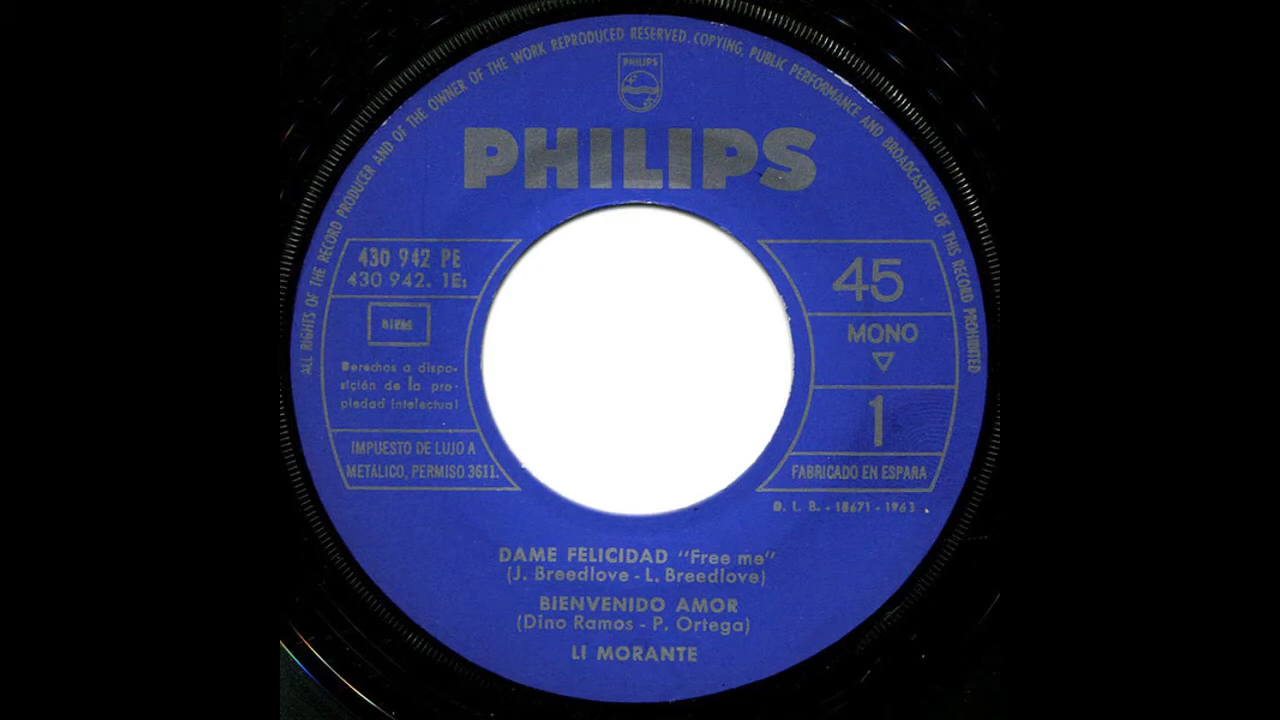 ALL RIGHTS OF THE RECORD PRODUCER AND OF THE OWNER OF THE WORK REPRODUCED RESERVED. COPYING, PUBLIC PERFORMANCE AND BROADCASTING OF THIS RECORD PROHIBITED
PHILIPS
PHILIPS
430 942 PE
430 942. 1E:
BIEM
Derechos a dispo-
sición de la pro-
piedad intelectual
IMPUESTO DE LUJO A
METÁLICO, PERMISO 3611.
45
MONO
1
FABRICADO EN ESPAÑA
D. L. B. - 18671 - 1963
DAME FELICIDAD "Free me"
(J. Breedlove - L. Breedlove)
BIENVENIDO AMOR
(Dino Ramos - P. Ortega)
LI MORANTE